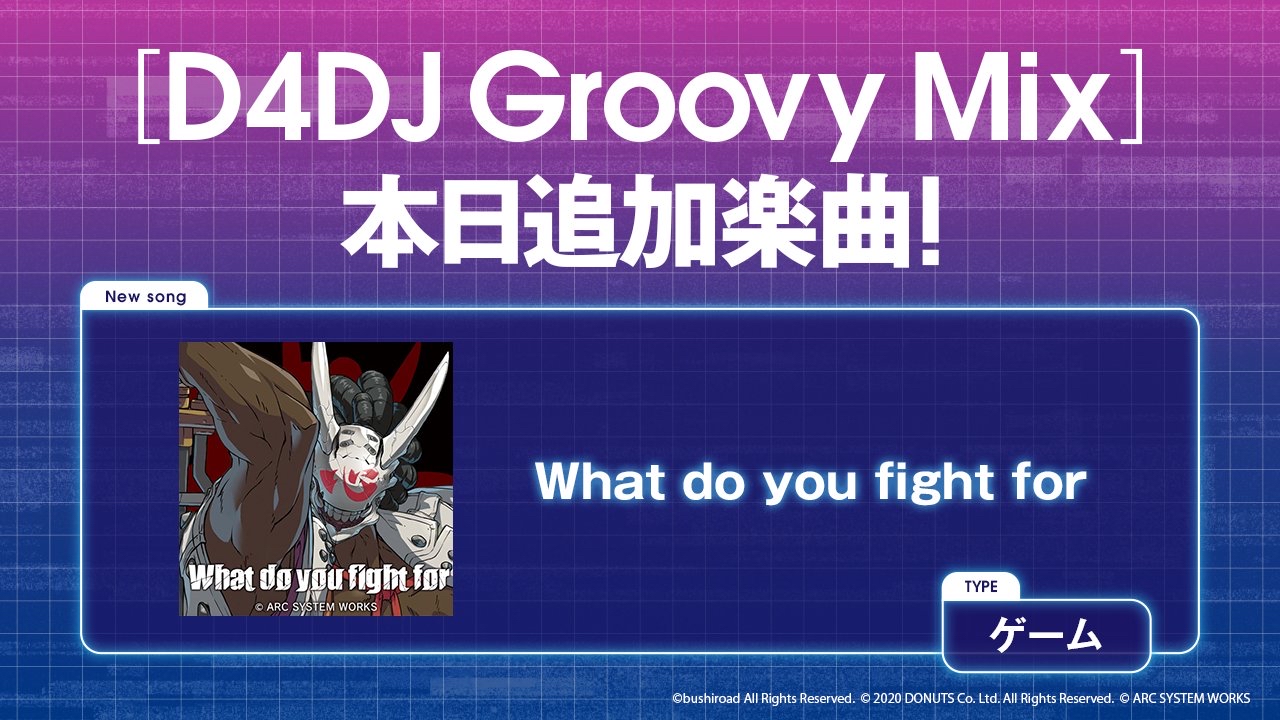 [D4DJ Groovy Mix]
本日追加楽曲!
New song
What do you fight for
© ARC SYSTEM WORKS
What do you fight for
TYPE
ゲーム
©bushiroad All Rights Reserved. © 2020 DONUTS Co. Ltd. All Rights Reserved. © ARC SYSTEM WORKS